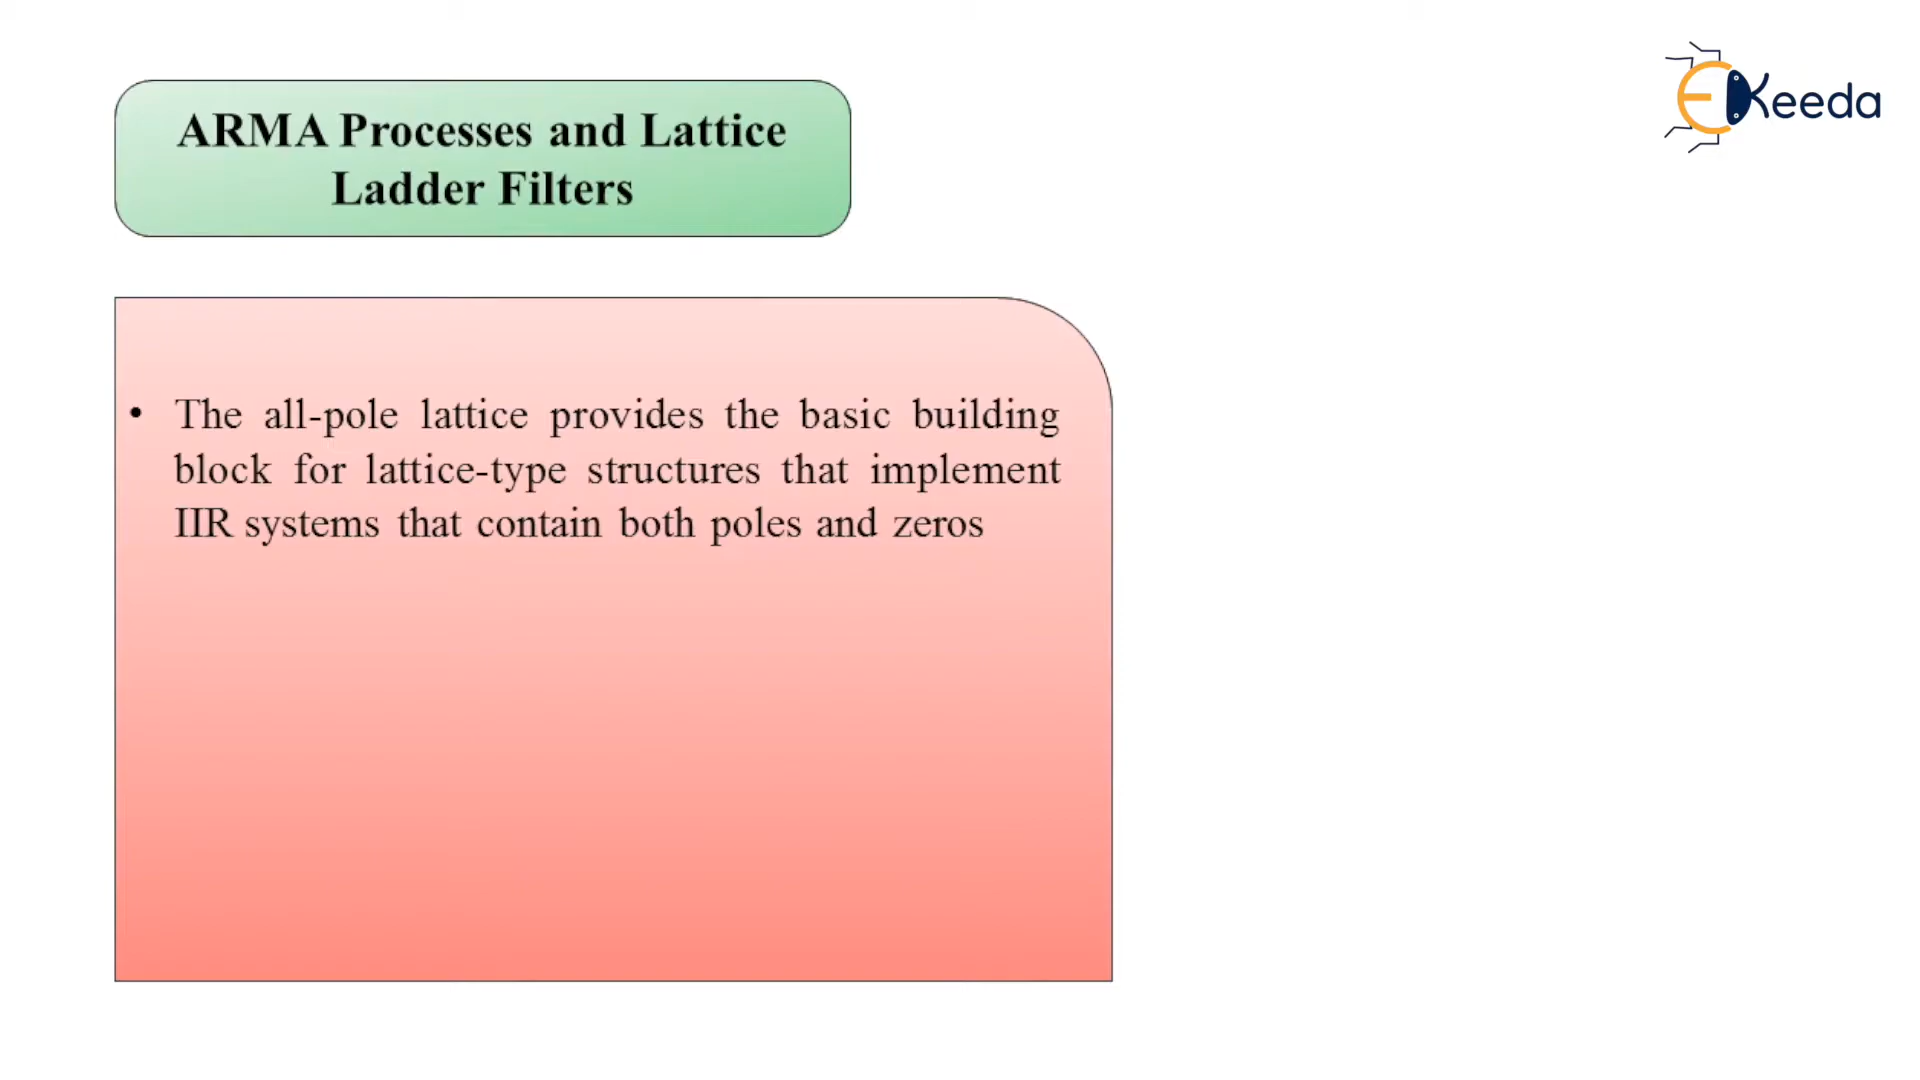 ARMA Processes and Lattice
Ladder Filters
EKeeda
• The all-pole lattice provides the basic building
block for lattice-type structures that implement
IIR systems that contain both poles and zeros